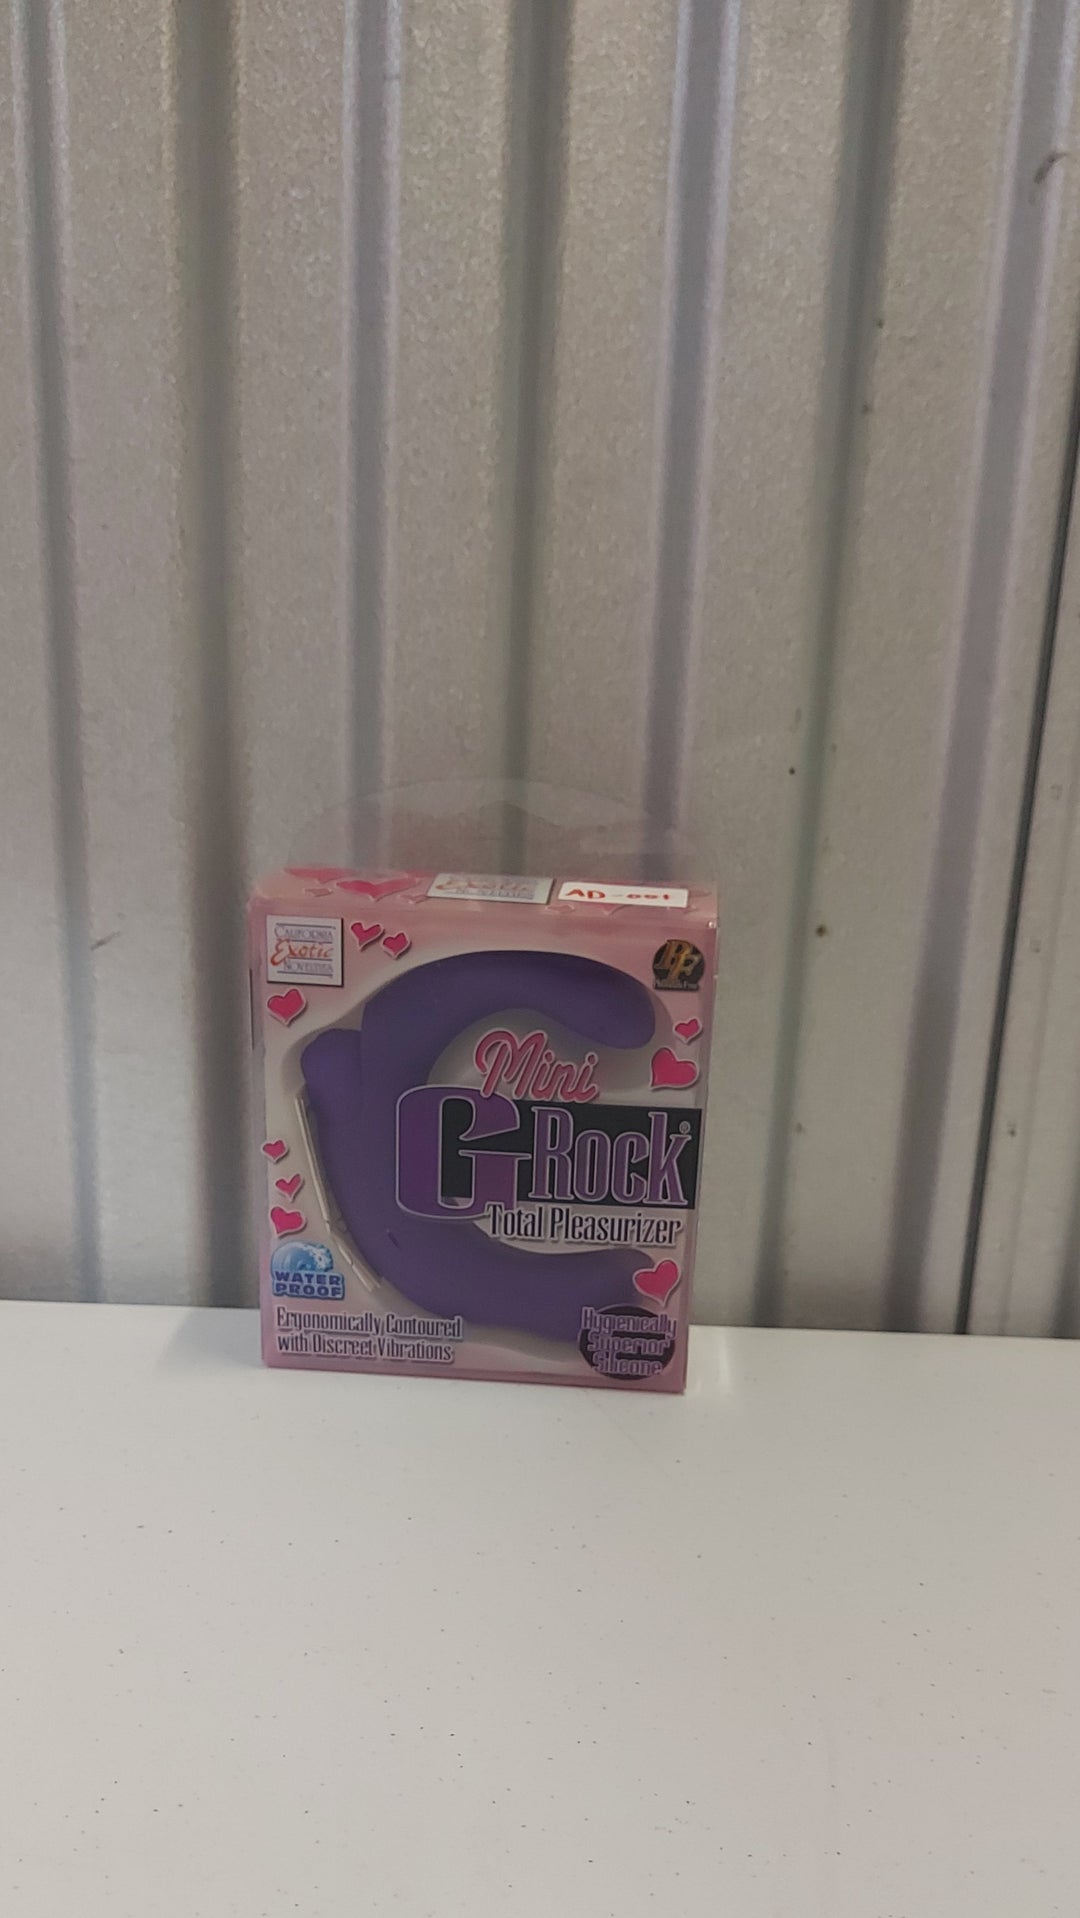 AD-001
CALIFORNIA
Exotic
NOVELTIES
PF
Mini
G ROCK®
Total Pleasurizer
WATER
PROOF
Ergonomically Contoured
with Discreet Vibrations
Hygienically
Superior
Silicone